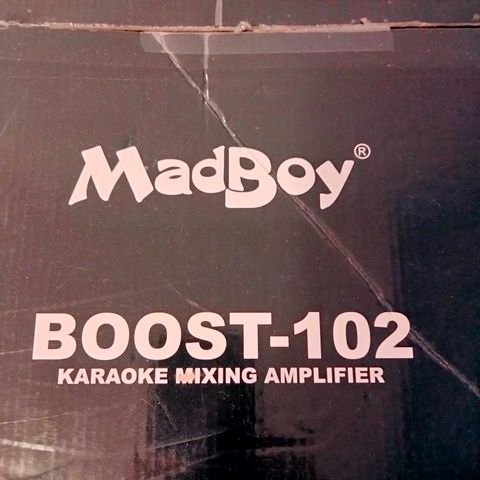 MadBoy®
BOOST-102
KARAOKE MIXING AMPLIFIER